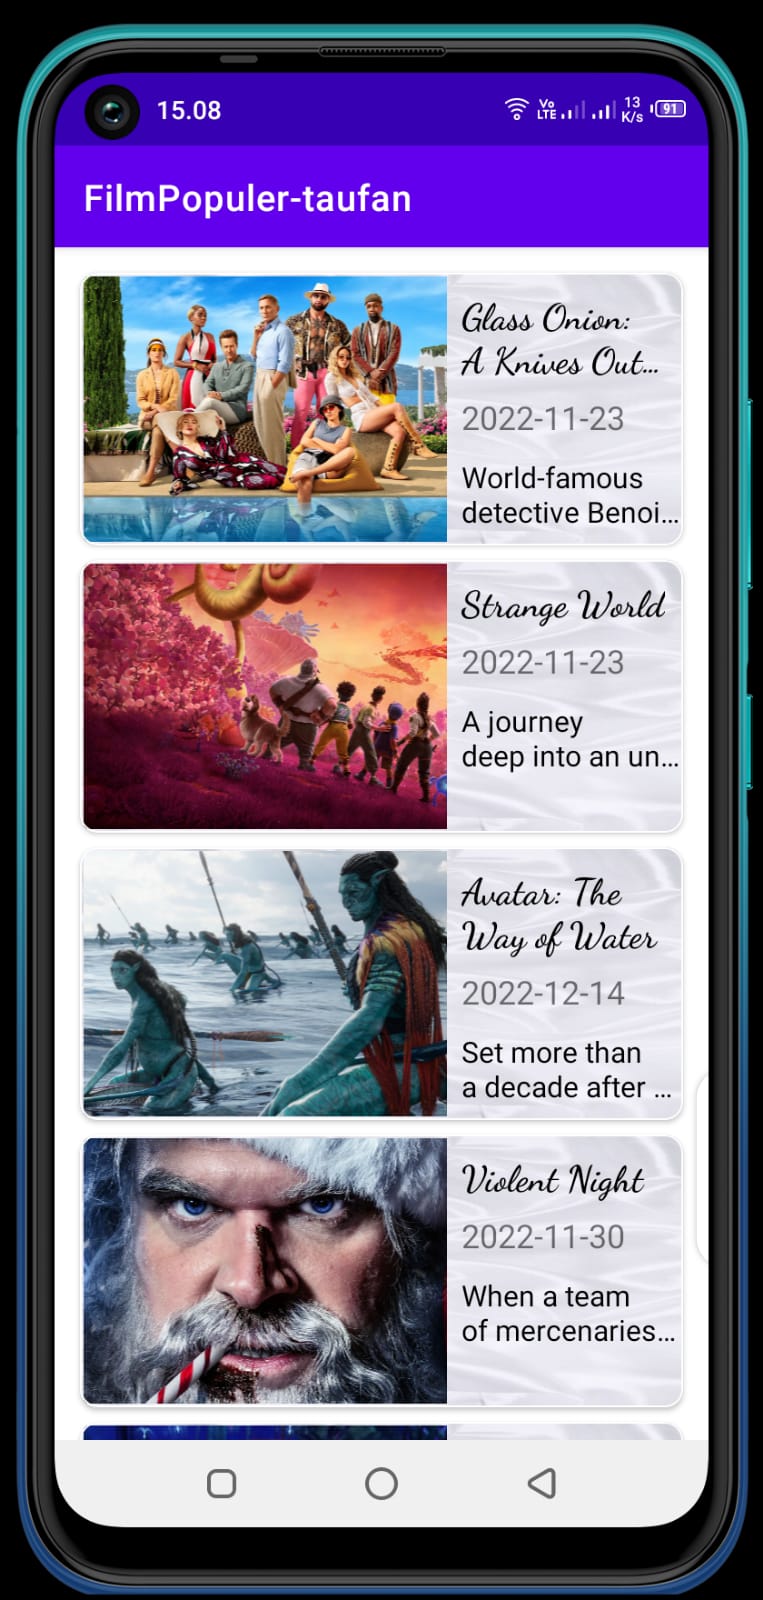 15.08
Vo
LTE
13
K/s
91
FilmPopuler-taufan
Glass Onion:
A Knives Out...
2022-11-23
World-famous
detective Benoi...
Strange World
2022-11-23
A journey
deep into an un...
Avatar: The
Way of Water
2022-12-14
Set more than
a decade after ...
Violent Night
2022-11-30
When a team
of mercenaries...